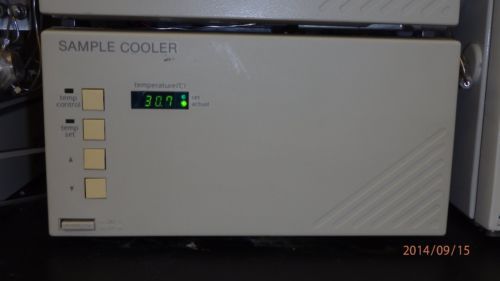 SAMPLE COOLER
temperature/°C
30.7
set
actual
temp
control
temp
set
2014/09/15